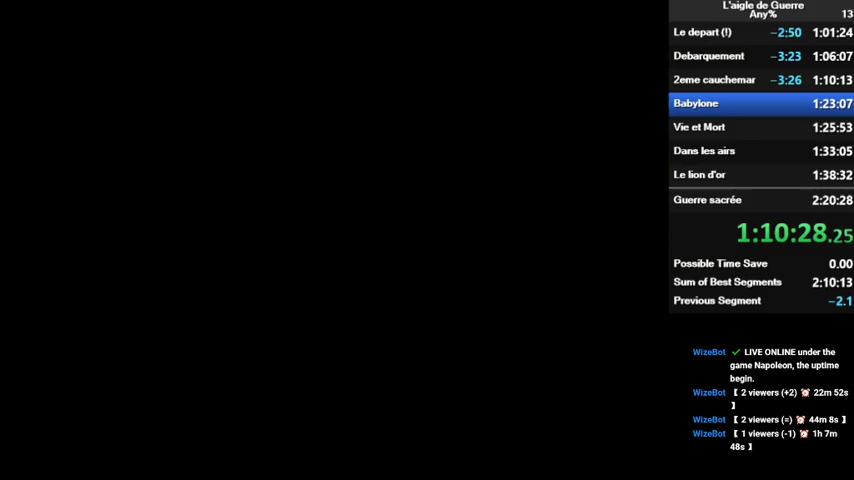 L'aigle de Guerre
Any% 13
Le depart (!) −2:50 1:01:24
Debarquement −3:23 1:06:07
2eme cauchemar −3:26 1:10:13
Babylone 1:23:07
Vie et Mort 1:25:53
Dans les airs 1:33:05
Le lion d'or 1:38:32
Guerre sacrée 2:20:28
1:10:28.25
Possible Time Save 0.00
Sum of Best Segments 2:10:13
Previous Segment −2.1
WizeBot ✓ LIVE ONLINE under the
game Napoleon, the uptime
begin.
WizeBot 【 2 viewers (+2) ⏰ 22m 52s
】
WizeBot 【 2 viewers (=) ⏰ 44m 8s 】
WizeBot 【 1 viewers (-1) ⏰ 1h 7m
48s 】